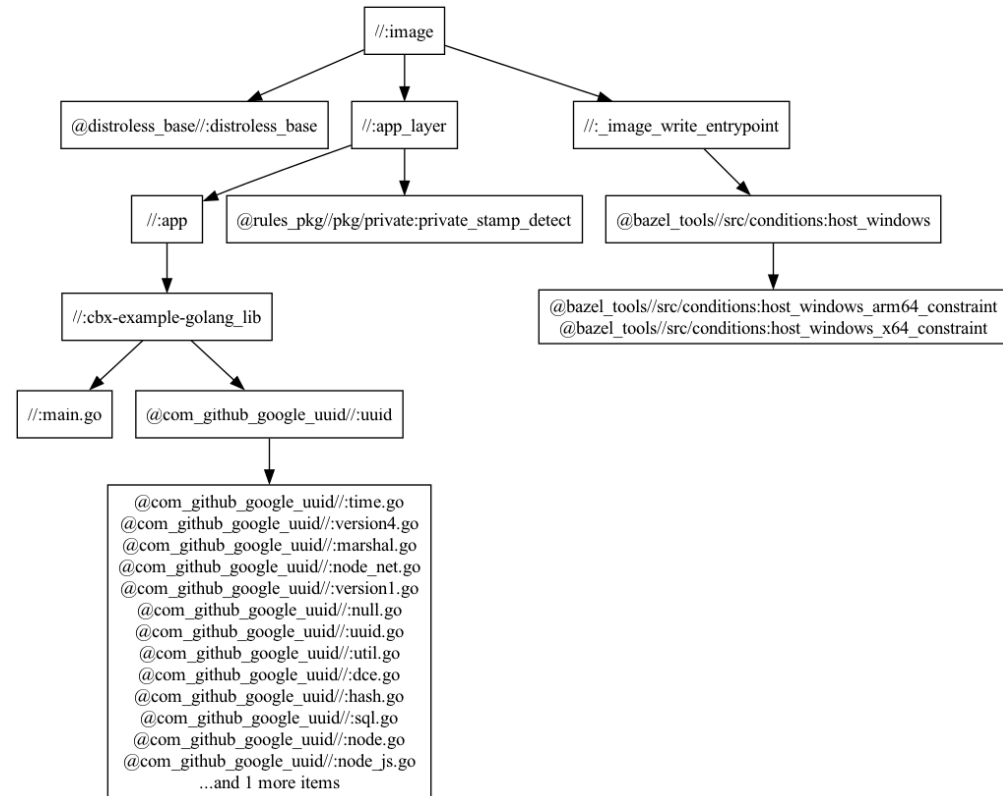 //:image
@distroless_base//:distroless_base
//:app_layer
//:_image_write_entrypoint
//:app
@rules_pkg//pkg/private:private_stamp_detect
@bazel_tools//src/conditions:host_windows
//:cbx-example-golang_lib
@bazel_tools//src/conditions:host_windows_arm64_constraint
@bazel_tools//src/conditions:host_windows_x64_constraint
//:main.go
@com_github_google_uuid//:uuid
@com_github_google_uuid//:time.go
@com_github_google_uuid//:version4.go
@com_github_google_uuid//:marshal.go
@com_github_google_uuid//:node_net.go
@com_github_google_uuid//:version1.go
@com_github_google_uuid//:null.go
@com_github_google_uuid//:uuid.go
@com_github_google_uuid//:util.go
@com_github_google_uuid//:dce.go
@com_github_google_uuid//:hash.go
@com_github_google_uuid//:sql.go
@com_github_google_uuid//:node.go
@com_github_google_uuid//:node_js.go
...and 1 more items